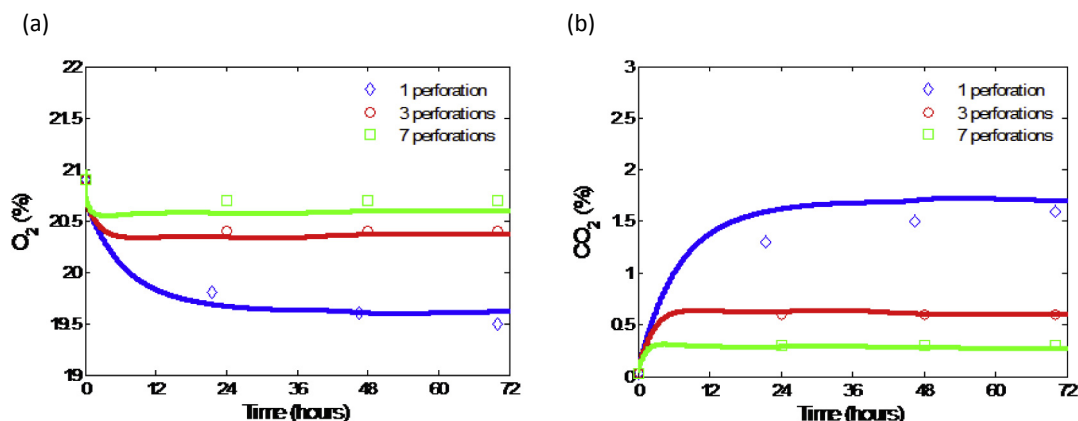 (a)
(b)
22
21.5
21
20.5
20
19.5
19
O2 (%)
0 12 24 36 48 60 72
Time (hours)
1 perforation
3 perforations
7 perforations
3
2.5
2
1.5
1
0.5
0
CO2 (%)
0 12 24 36 48 60 72
Time (hours)
1 perforation
3 perforations
7 perforations